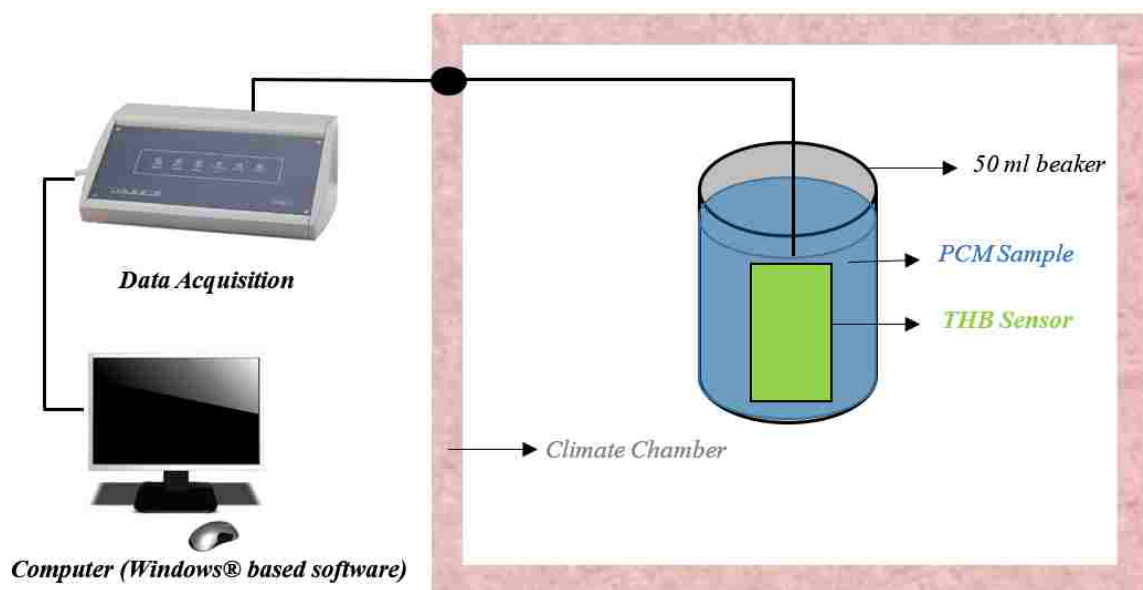 50 ml beaker
PCM Sample
Data Acquisition
THB Sensor
Climate Chamber
Computer (Windows® based software)